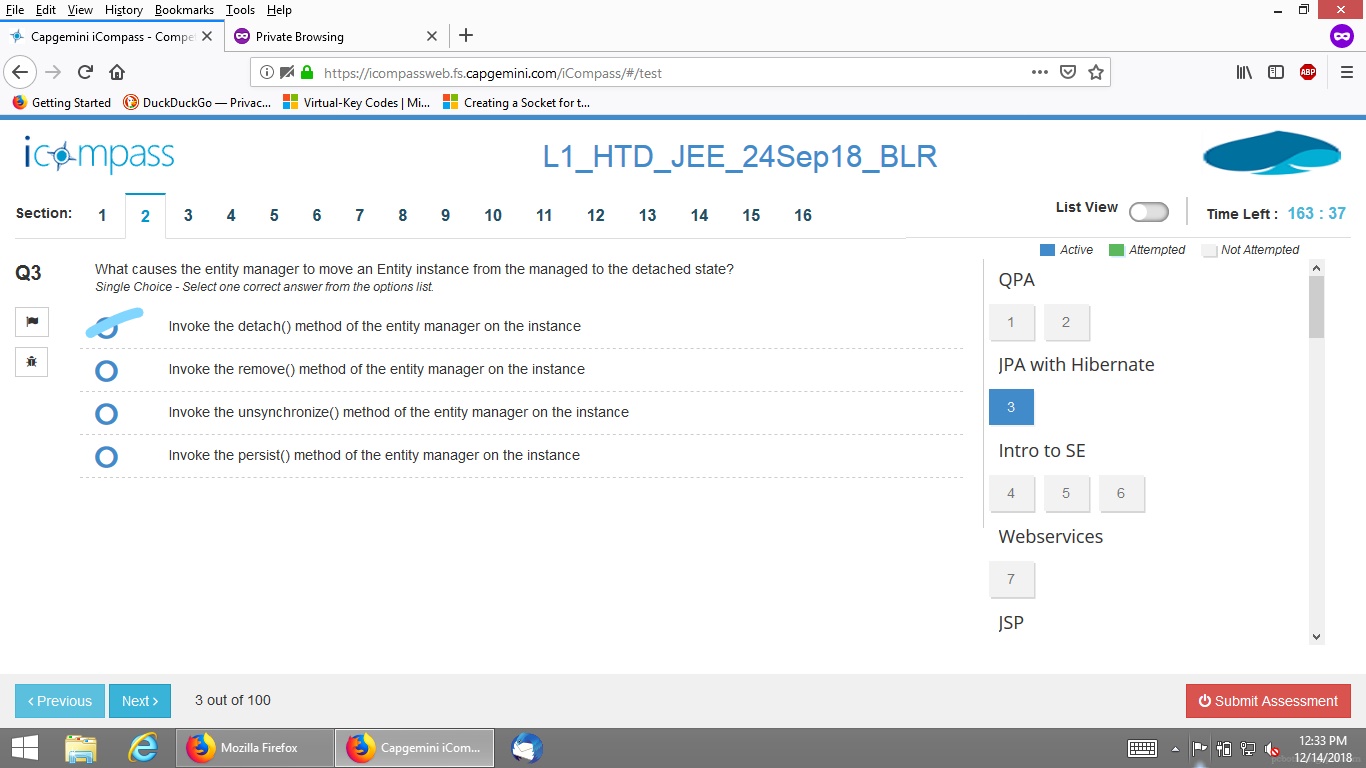 File Edit View History Bookmarks Tools Help
Capgemini iCompass - Compe
Private Browsing
https://icompassweb.fs.capgemini.com/iCompass/#/test
ABP
Getting Started DuckDuckGo — Privac... Virtual-Key Codes | Mi... Creating a Socket for t...
icompass
L1_HTD_JEE_24Sep18_BLR
Section: 1 2 3 4 5 6 7 8 9 10 11 12 13 14 15 16
List View
Time Left : 163 : 37
Active Attempted Not Attempted
Q3
What causes the entity manager to move an Entity instance from the managed to the detached state?
Single Choice - Select one correct answer from the options list.
Invoke the detach() method of the entity manager on the instance
Invoke the remove() method of the entity manager on the instance
Invoke the unsynchronize() method of the entity manager on the instance
Invoke the persist() method of the entity manager on the instance
QPA
1 2
JPA with Hibernate
3
Intro to SE
4 5 6
Webservices
7
JSP
Previous Next 3 out of 100
Submit Assessment
Mozilla Firefox
Capgemini iCom...
12:33 PM
12/14/2018